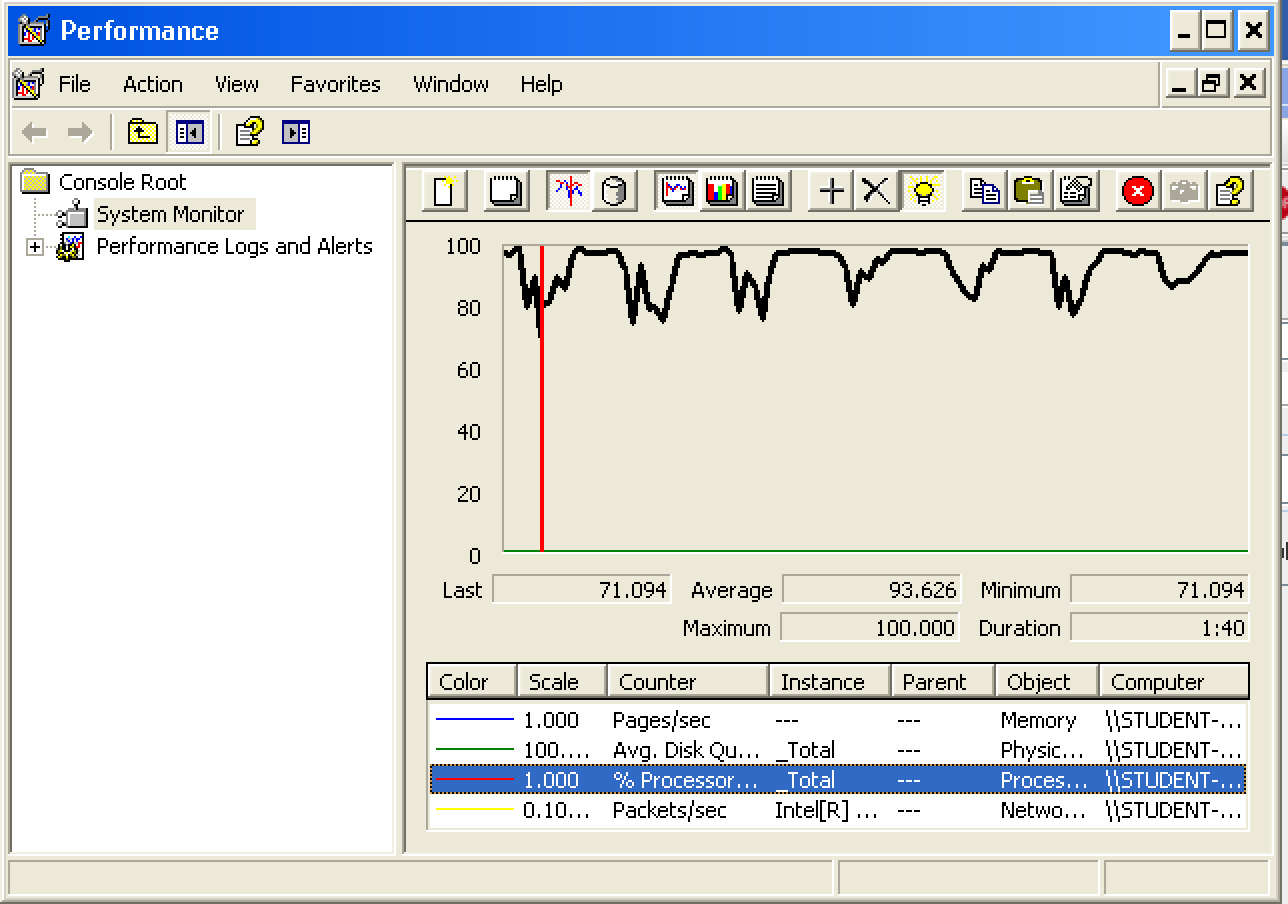 Performance
File Action View Favorites Window Help
Console Root
System Monitor
Performance Logs and Alerts
100
80
60
40
20
0
Last 71.094 Average 93.626 Minimum 71.094
Maximum 100.000 Duration 1:40
Color Scale Counter Instance Parent Object Computer
1.000 Pages/sec --- --- Memory \\STUDENT-...
100.... Avg. Disk Qu... _Total --- Physic... \\STUDENT-...
1.000 % Processor... _Total --- Proces... \\STUDENT-...
0.10... Packets/sec Intel[R] ... --- Netwo... \\STUDENT-...